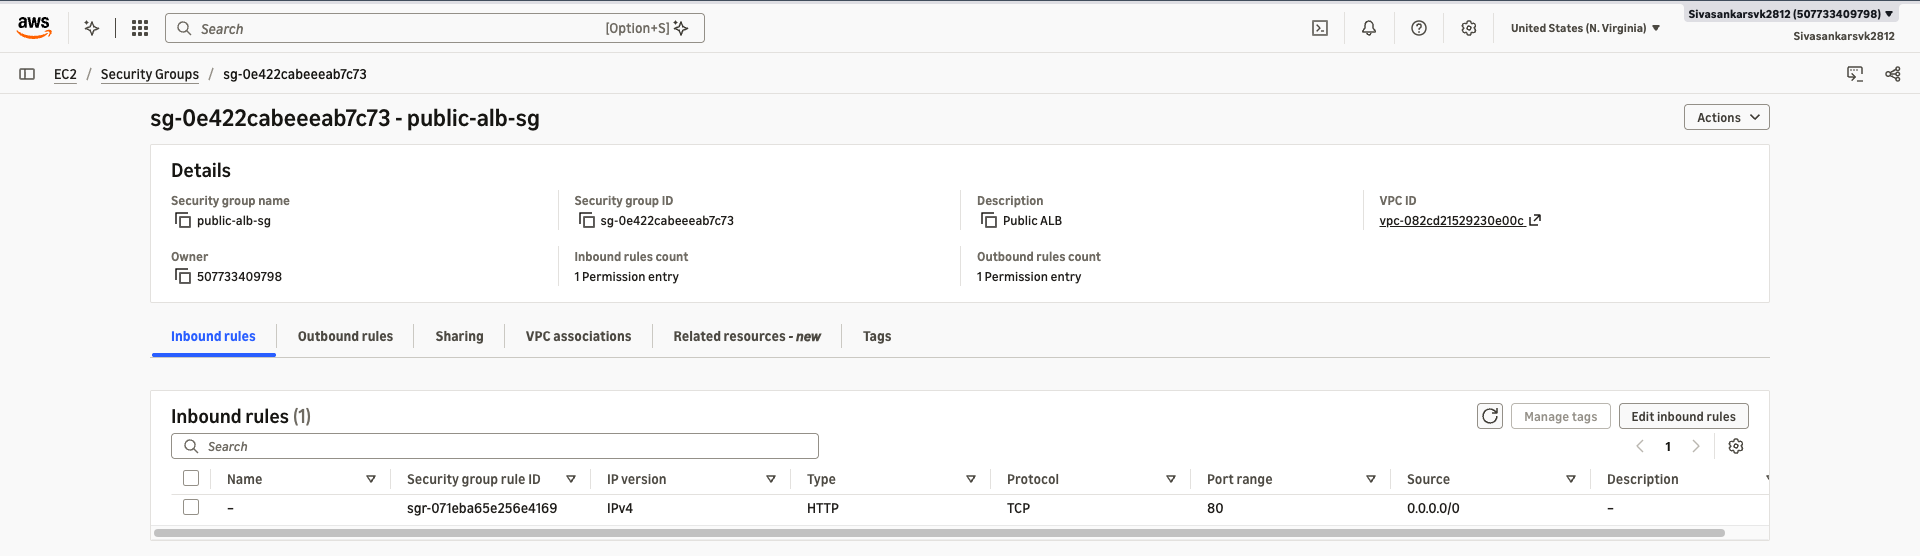 aws
Search
[Option+S]
United States (N. Virginia)
Sivasankarsvk2812 (507733409798)
Sivasankarsvk2812
EC2 / Security Groups / sg-0e422cabeeeab7c73
sg-0e422cabeeeab7c73 - public-alb-sg
Actions
Details
Security group name
public-alb-sg
Security group ID
sg-0e422cabeeeab7c73
Description
Public ALB
VPC ID
vpc-082cd21529230e00c
Owner
507733409798
Inbound rules count
1 Permission entry
Outbound rules count
1 Permission entry
Inbound rules
Outbound rules
Sharing
VPC associations
Related resources - new
Tags
Inbound rules (1)
Manage tags
Edit inbound rules
Search
1
Name Security group rule ID IP version Type Protocol Port range Source Description
– sgr-071eba65e256e4169 IPv4 HTTP TCP 80 0.0.0.0/0 –